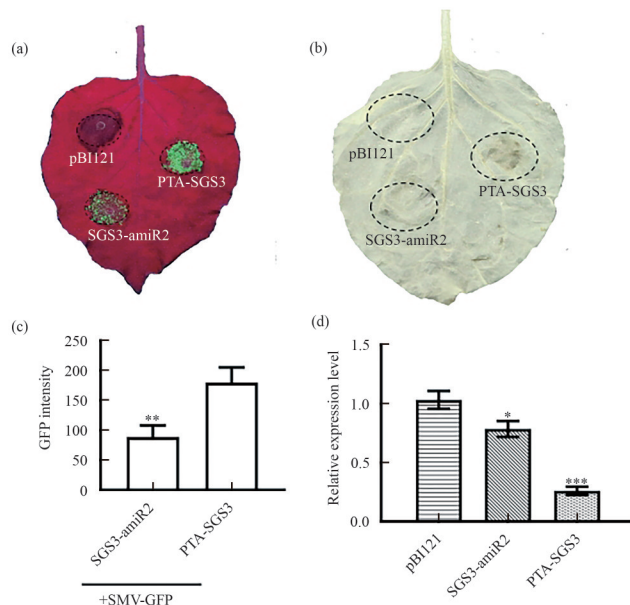 (a)
pBI121
PTA-SGS3
SGS3-amiR2
(b)
pBI121
PTA-SGS3
SGS3-amiR2
(c)
GFP intensity
250
200
150
100
50
0
**
SGS3-amiR2
PTA-SGS3
+SMV-GFP
(d)
Relative expression level
1.5
1.0
0.5
0.0
*
***
pBI121
SGS3-amiR2
PTA-SGS3